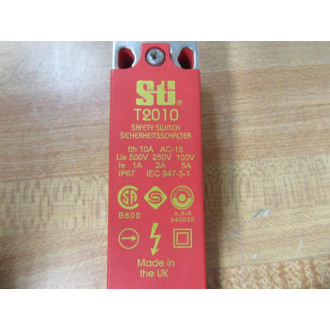 Sti®
T2010
SAFETY SWITCH
SICHERHEITSSCHALTER
Ith 10A AC-15
Ue 500V 250V 100V
Ie 1A 2A 5A
IP67 IEC 947-5-1
B600
Made in
the UK